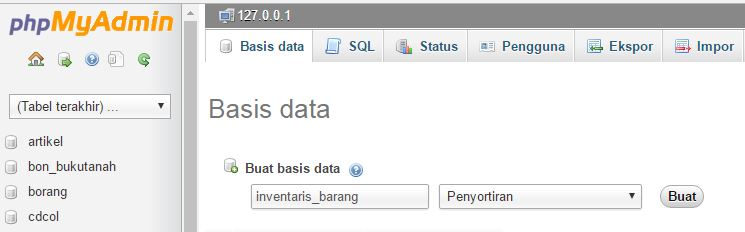 phpMyAdmin
(Tabel terakhir) ...
artikel
bon_bukutanah
borang
cdcol
127.0.0.1
Basis data
SQL
Status
Pengguna
Ekspor
Impor
Basis data
Buat basis data
inventaris_barang
Penyortiran
Buat